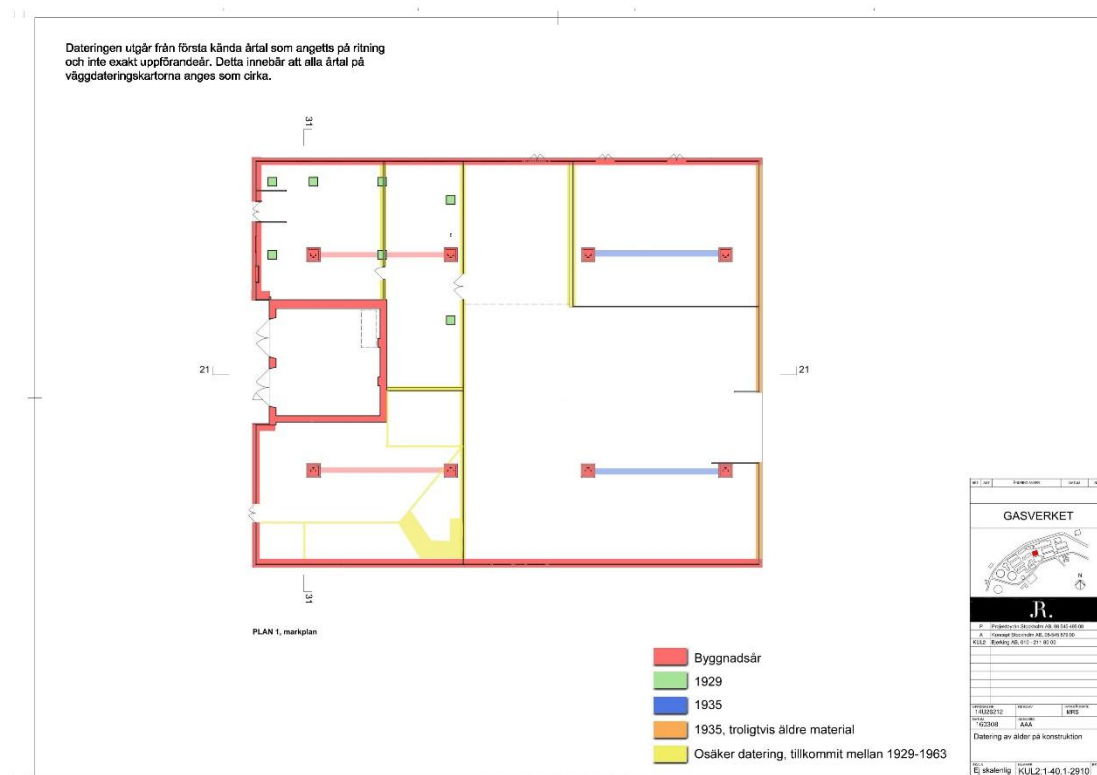 Dateringen utgår från första kända årtal som angetts på ritning
och inte exakt uppförandeår. Detta innebär att alla årtal på
väggdateringskartorna anges som cirka.
31
21
21
31
PLAN 1, markplan
Byggnadsår
1929
1935
1935, troligtvis äldre material
Osäker datering, tillkommit mellan 1929-1963
GASVERKET
N
JR.
P
A
KUL2
14U26212
MRS
160308
AAA
Datering av ålder på konstruktion
Ej skalenlig
KUL2:1-40.1-2910